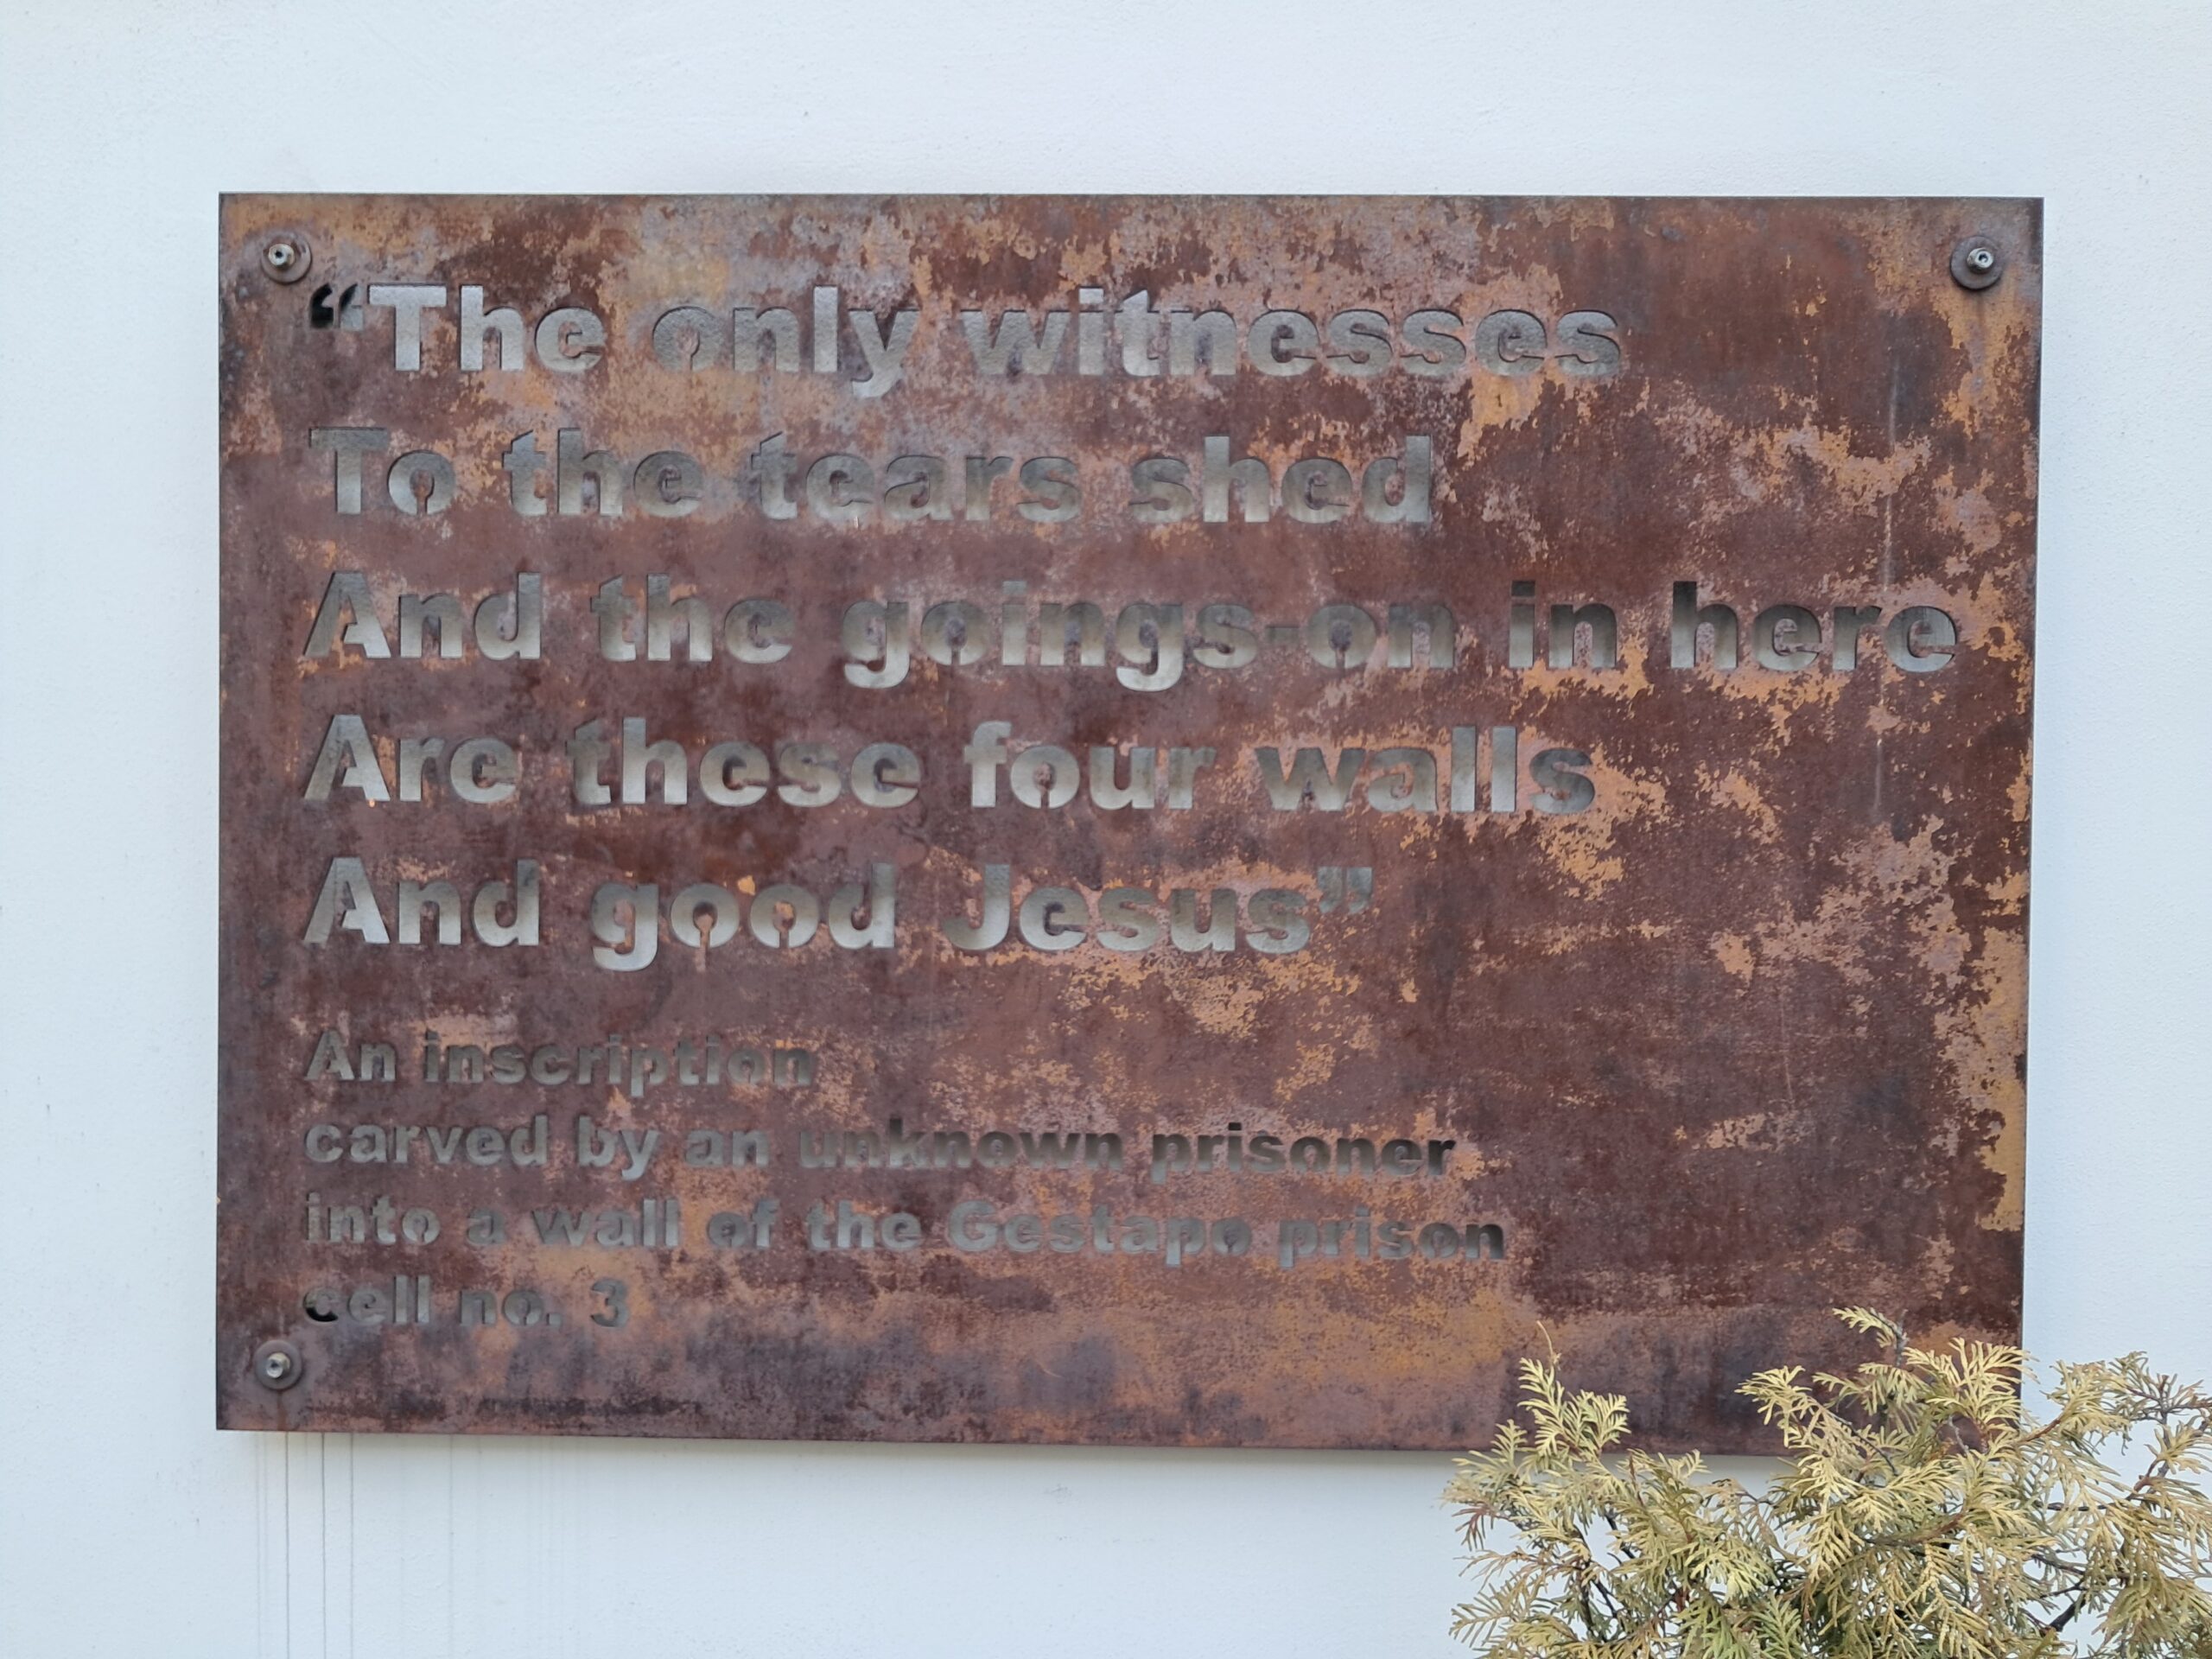 “The only witnesses
To the tears shed
And the goings-on in here
Are these four walls
And good Jesus”
An inscription
carved by an unknown prisoner
into a wall of the Gestapo prison
cell no. 3